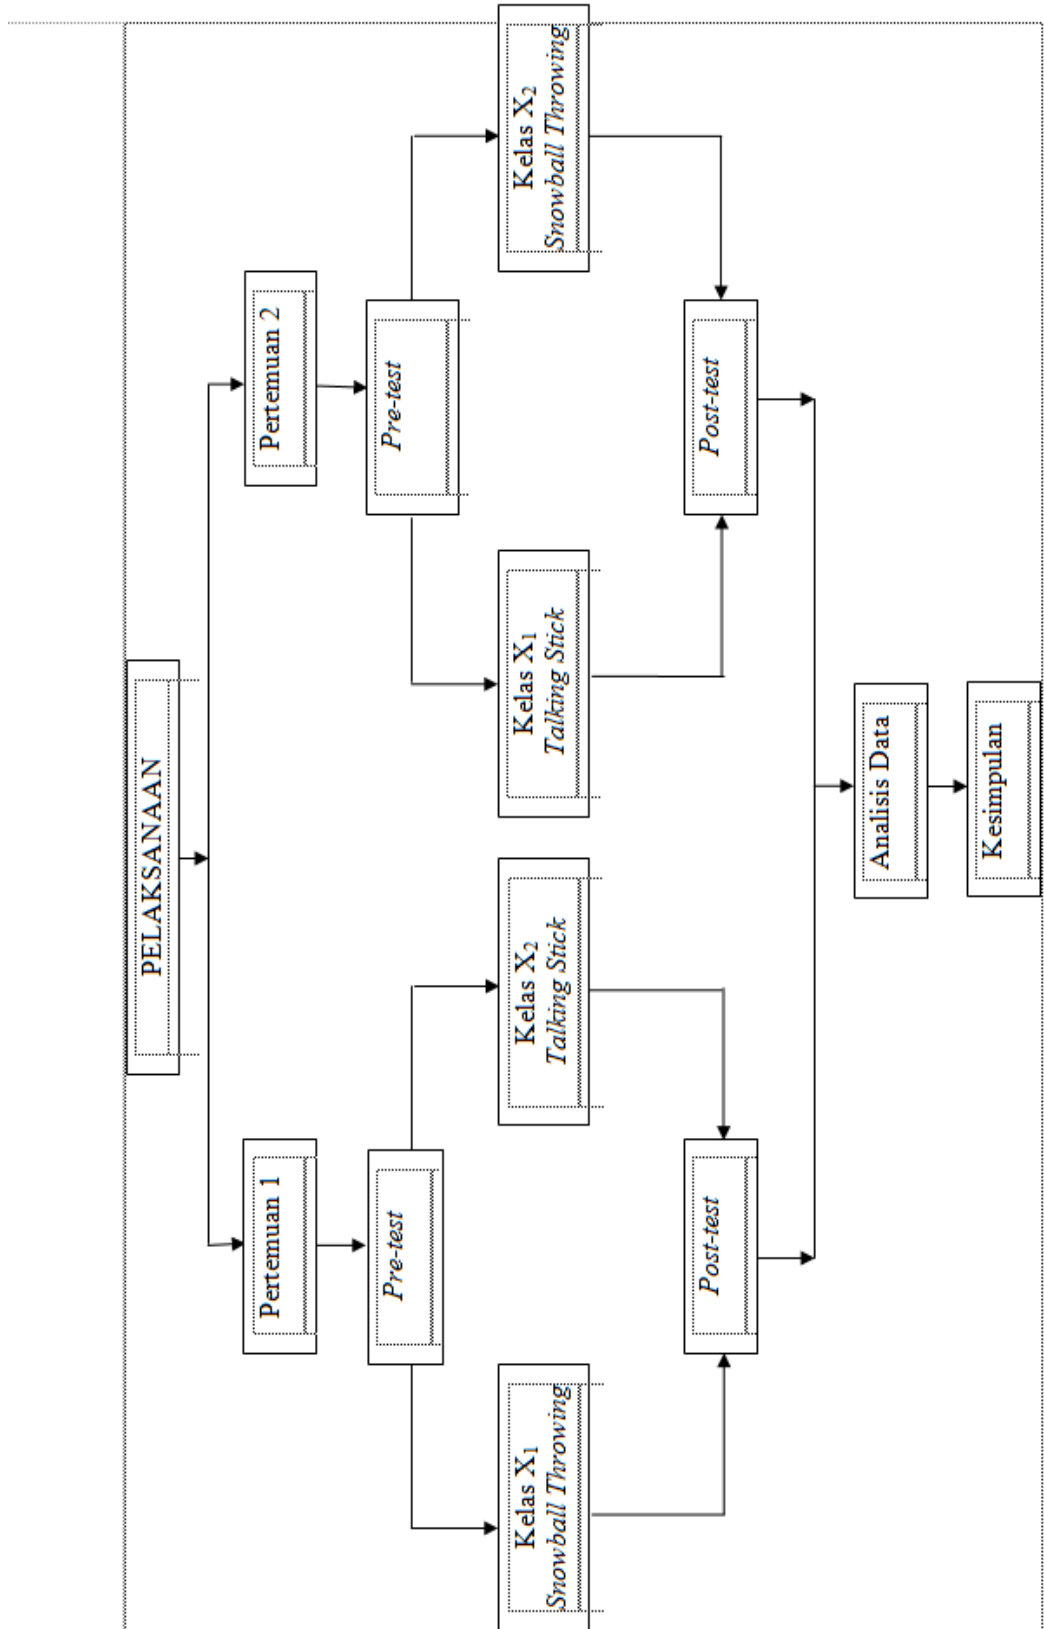 PELAKSANAAN
Pertemuan 1
Pertemuan 2
Pre-test
Pre-test
Kelas X₁
Snowball Throwing
Kelas X₂
Talking Stick
Kelas X₁
Talking Stick
Kelas X₂
Snowball Throwing
Post-test
Post-test
Analisis Data
Kesimpulan